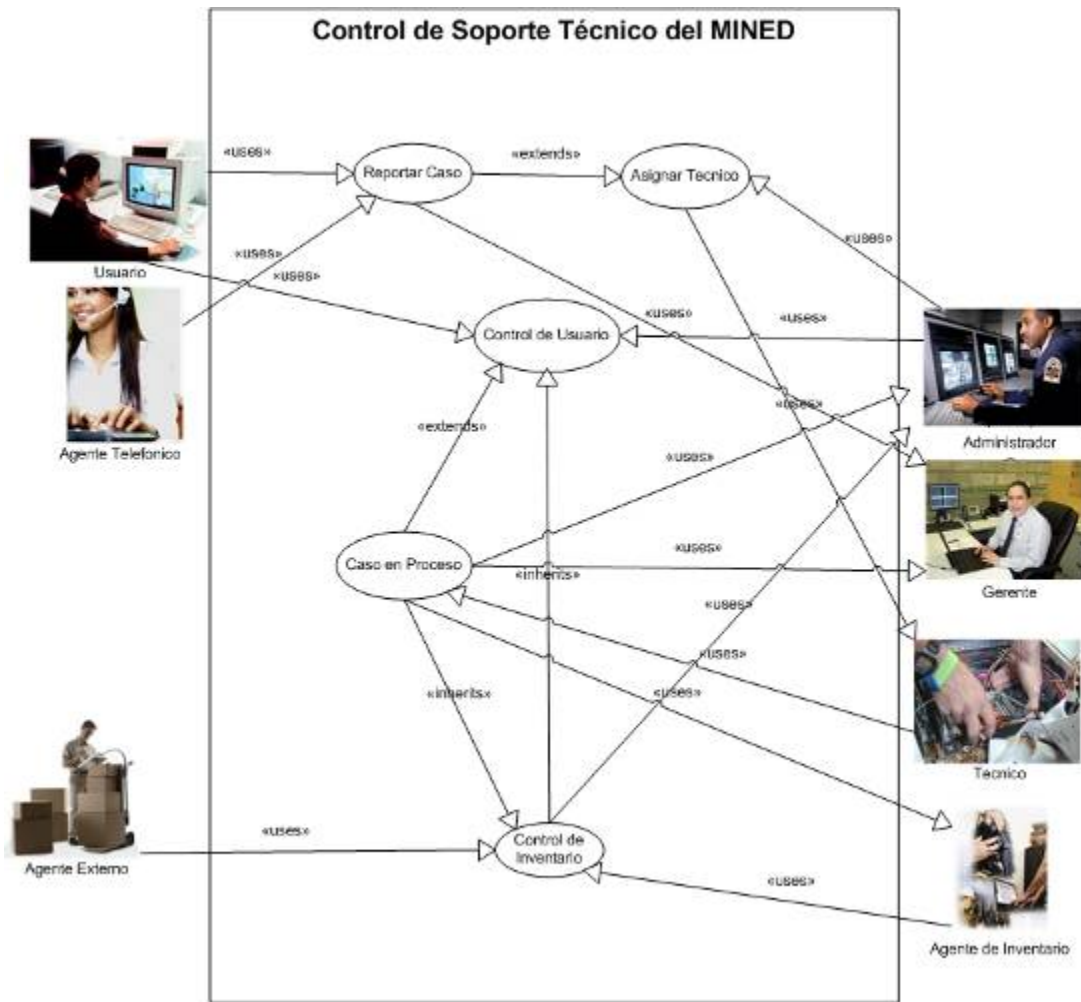 Control de Soporte Técnico del MINED
«uses»
Reportar Caso
«extends»
Asignar Tecnico
Usuario
«uses»
«uses»
«uses»
Agente Telefonico
Control de Usuario
«uses»
«uses»
Administrador
«extends»
«uses»
«uses»
Caso en Proceso
«uses»
«inherits»
Gerente
«uses»
«uses»
«inherits»
«uses»
Tecnico
Agente Externo
«uses»
Control de
Inventario
«uses»
Agente de Inventario